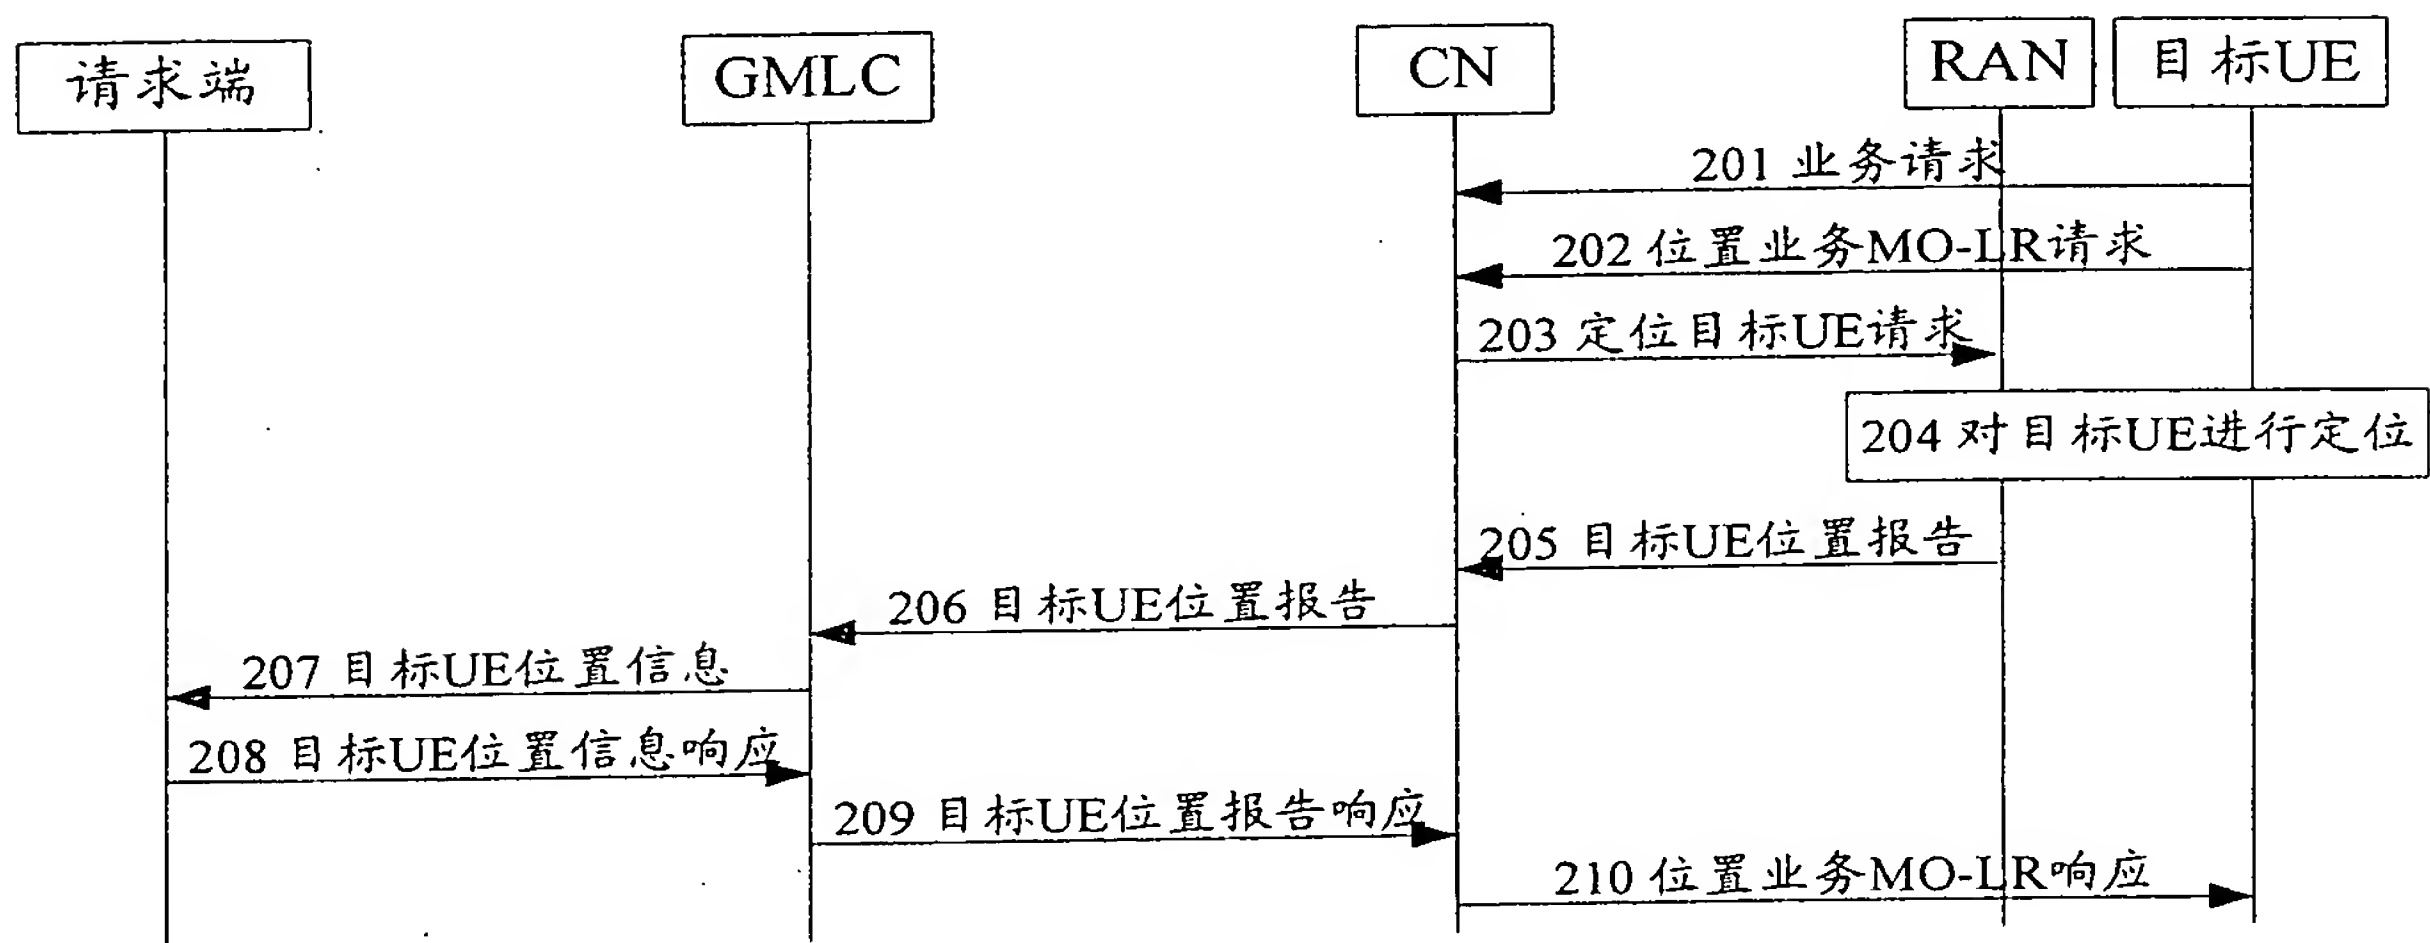 请求端
GMLC
CN
RAN
目标UE
201 业务请求
202 位置业务MO-LR请求
203 定位目标UE请求
204 对目标UE进行定位
205 目标UE位置报告
206 目标UE位置报告
207 目标UE位置信息
208 目标UE位置信息响应
209 目标UE位置报告响应
210 位置业务MO-LR响应